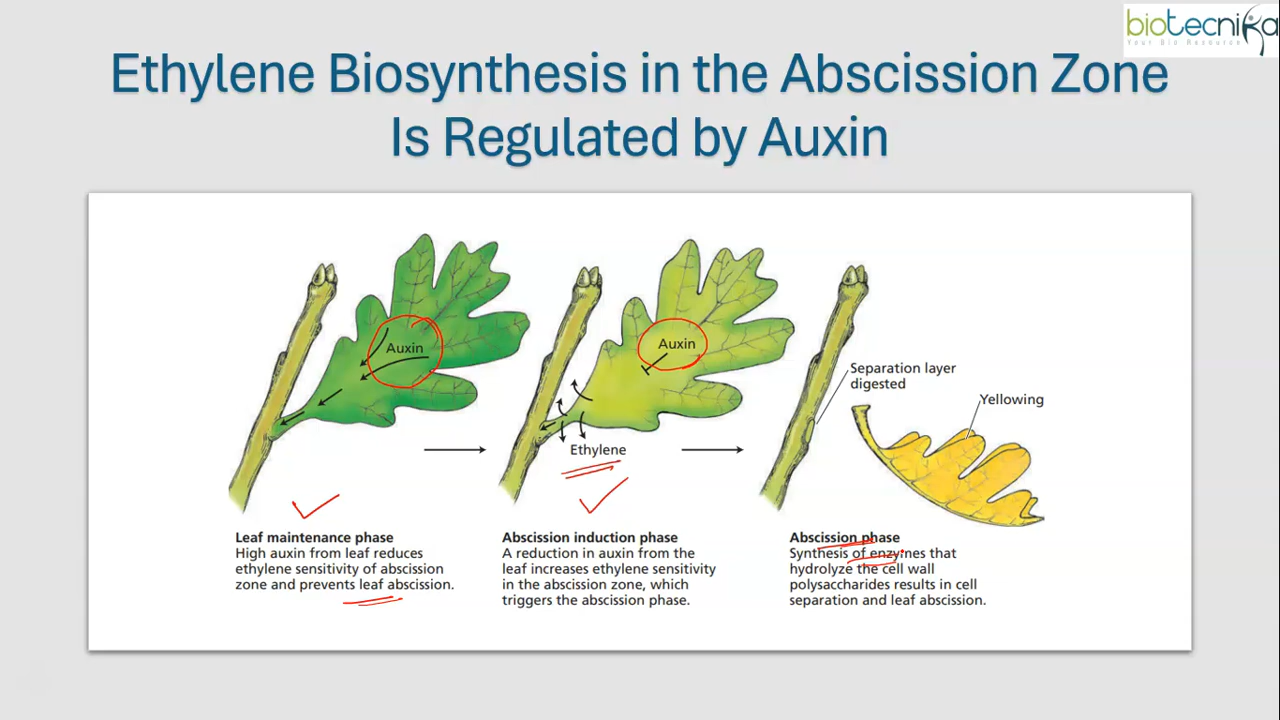 biotecnika
Your Bio Resource
Ethylene Biosynthesis in the Abscission Zone
Is Regulated by Auxin
Auxin
Auxin
Ethylene
Separation layer
digested
Yellowing
Leaf maintenance phase
High auxin from leaf reduces
ethylene sensitivity of abscission
zone and prevents leaf abscission.
Abscission induction phase
A reduction in auxin from the
leaf increases ethylene sensitivity
in the abscission zone, which
triggers the abscission phase.
Abscission phase
Synthesis of enzymes that
hydrolyze the cell wall
polysaccharides results in cell
separation and leaf abscission.